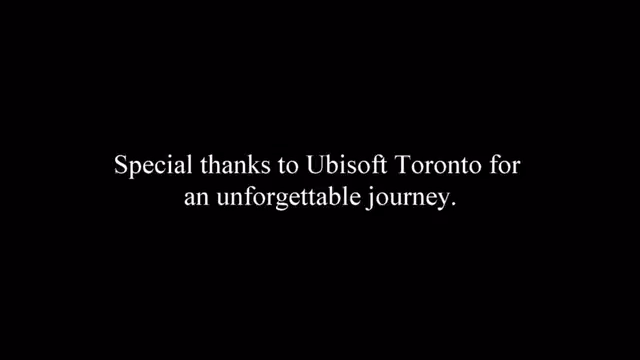 Special thanks to Ubisoft Toronto for
an unforgettable journey.